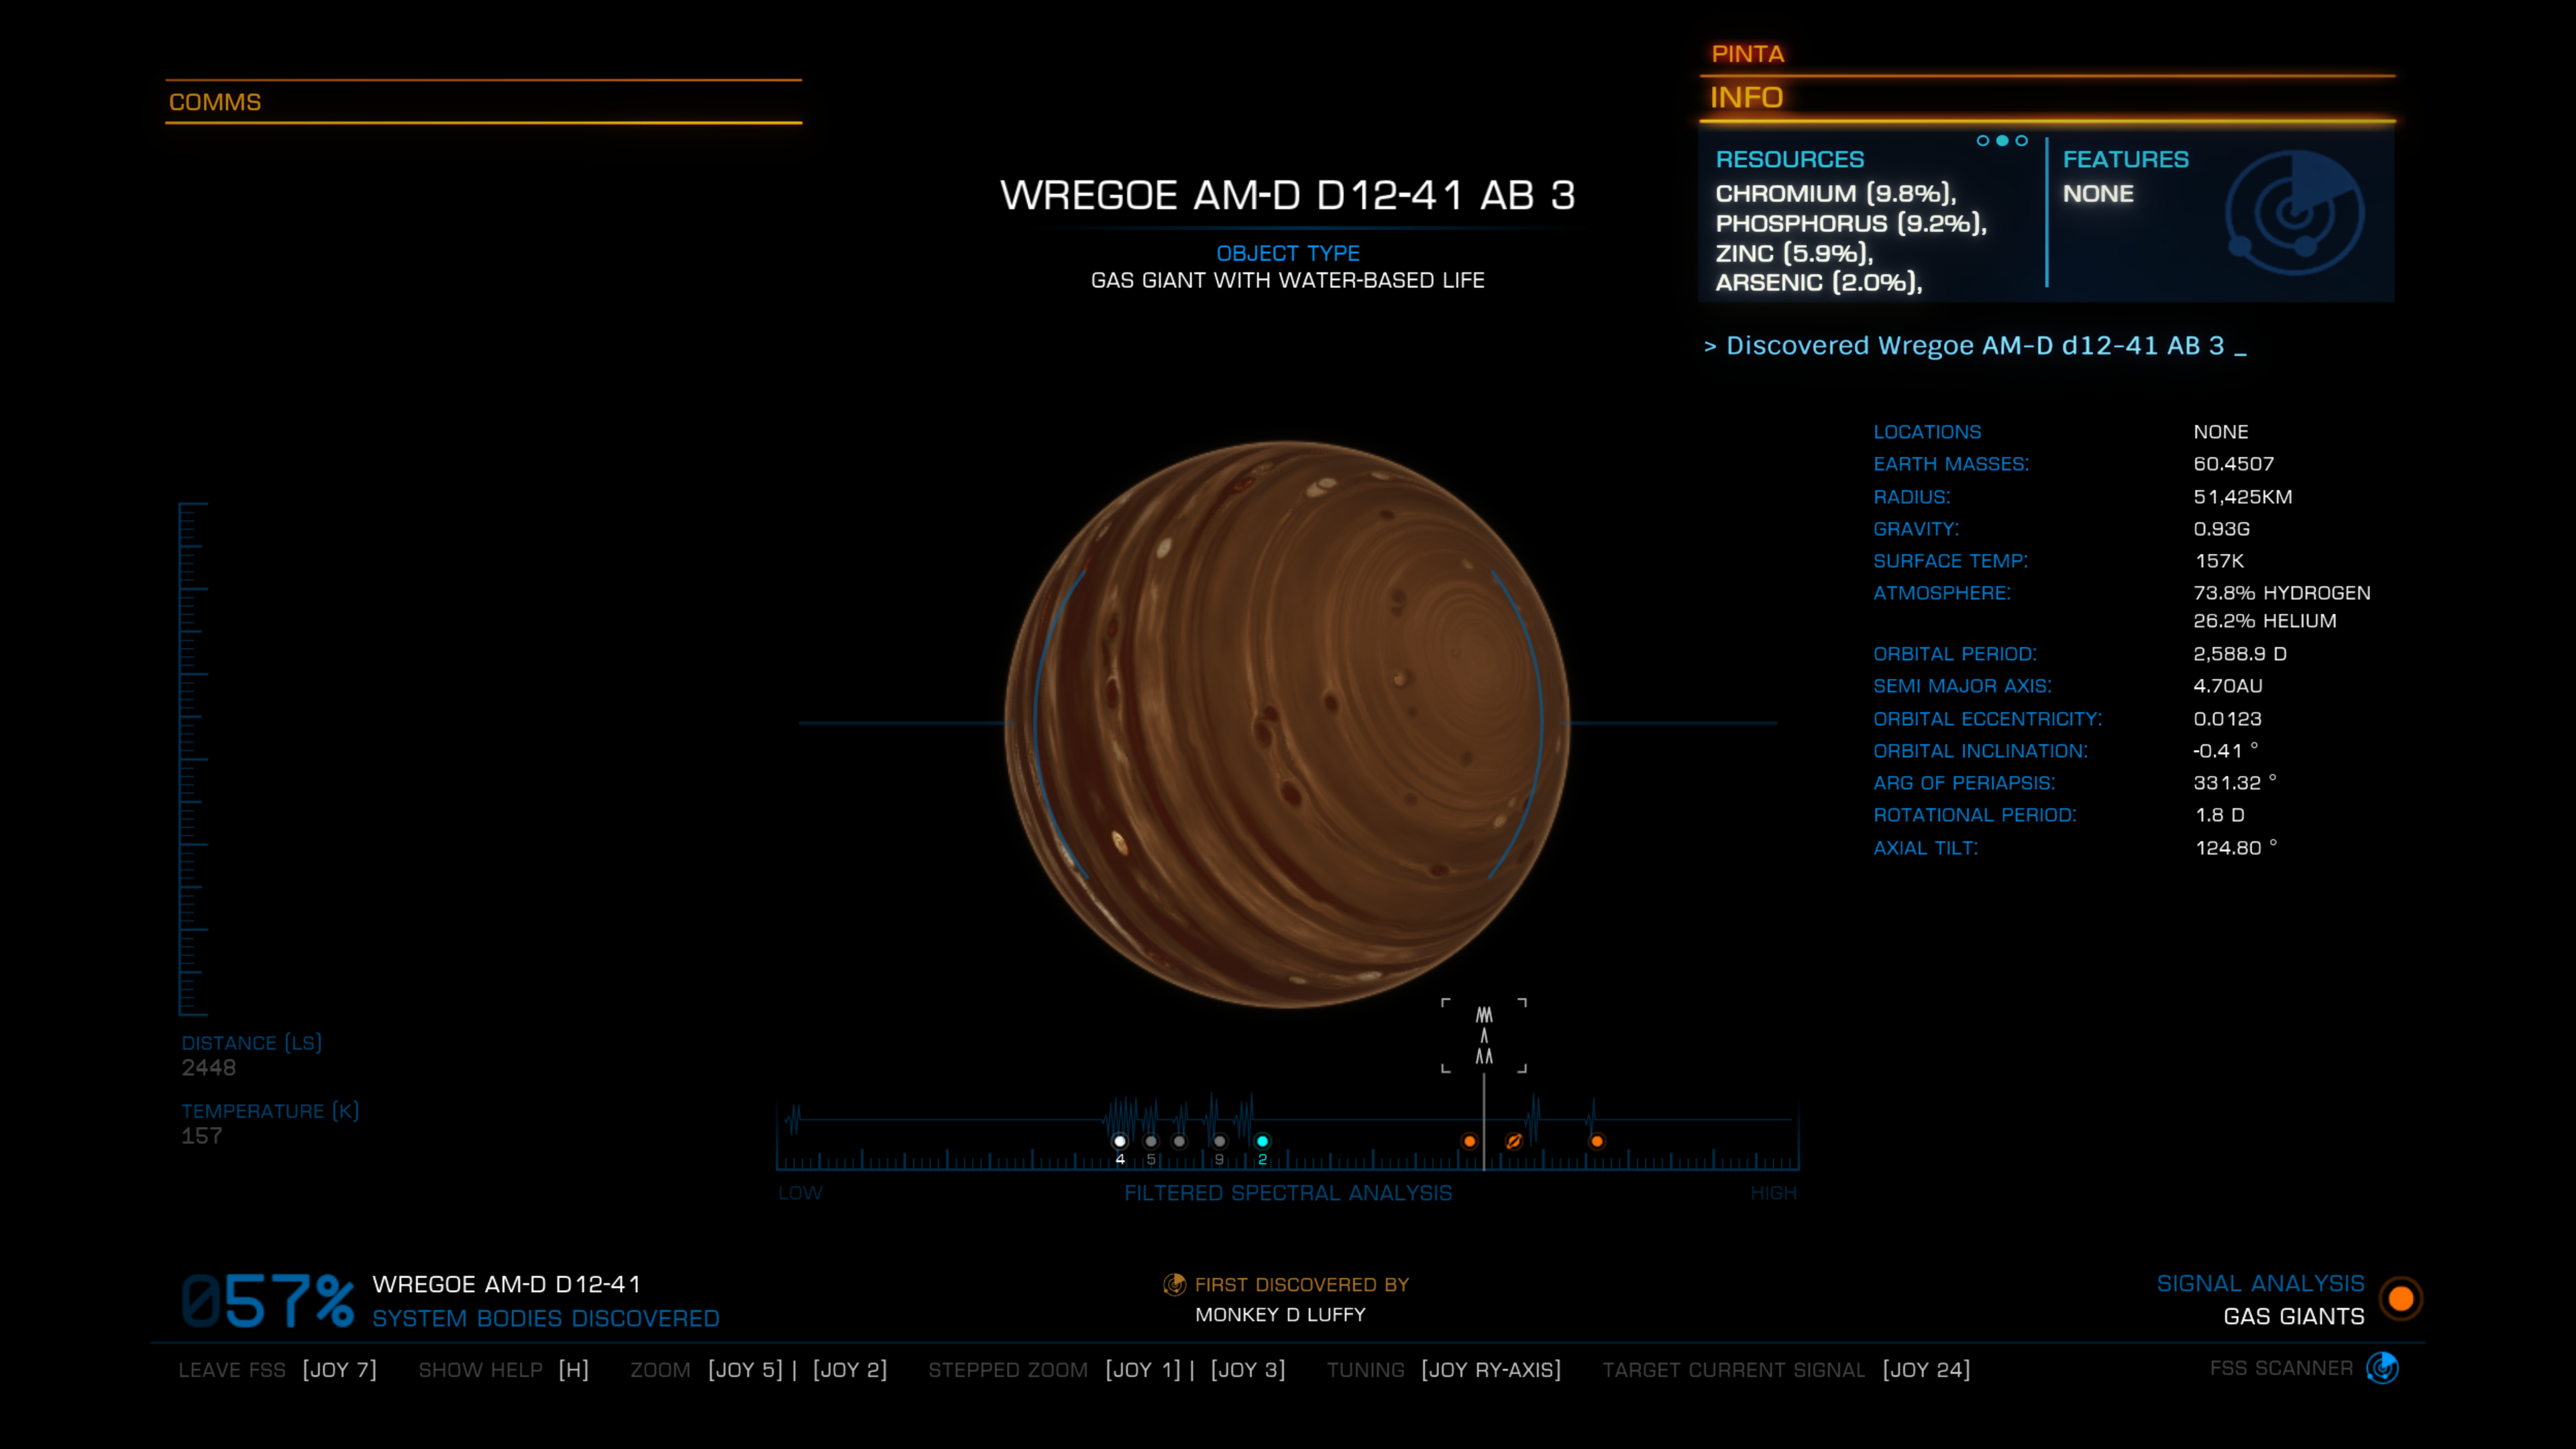 PINTA
COMMS
INFO
RESOURCES
CHROMIUM (9.8%),
PHOSPHORUS (9.2%),
ZINC (5.9%),
ARSENIC (2.0%),
FEATURES
NONE
WREGOE AM-D D12-41 AB 3
OBJECT TYPE
GAS GIANT WITH WATER-BASED LIFE
> Discovered Wregoe AM-D d12-41 AB 3 _
LOCATIONS NONE
EARTH MASSES: 60.4507
RADIUS: 51,425KM
GRAVITY: 0.93G
SURFACE TEMP: 157K
ATMOSPHERE: 73.8% HYDROGEN
26.2% HELIUM
ORBITAL PERIOD: 2,588.9 D
SEMI MAJOR AXIS: 4.70AU
ORBITAL ECCENTRICITY: 0.0123
ORBITAL INCLINATION: -0.41 °
ARG OF PERIAPSIS: 331.32 °
ROTATIONAL PERIOD: 1.8 D
AXIAL TILT: 124.80 °
DISTANCE (LS)
2448
TEMPERATURE (K)
157
4 5 9 2
LOW FILTERED SPECTRAL ANALYSIS HIGH
057% WREGOE AM-D D12-41
SYSTEM BODIES DISCOVERED
FIRST DISCOVERED BY
MONKEY D LUFFY
SIGNAL ANALYSIS
GAS GIANTS
LEAVE FSS [JOY 7] SHOW HELP [H] ZOOM [JOY 5] | [JOY 2] STEPPED ZOOM [JOY 1] | [JOY 3] TUNING [JOY RY-AXIS] TARGET CURRENT SIGNAL [JOY 24] FSS SCANNER